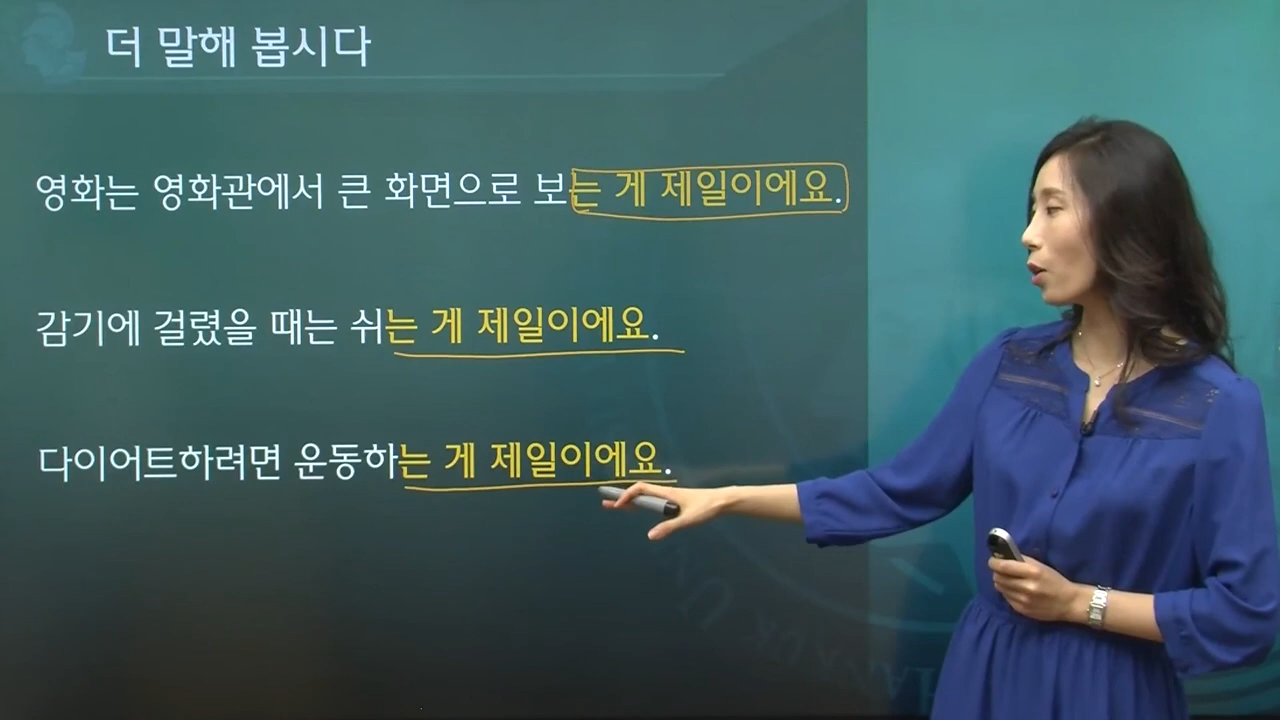 더 말해 봅시다
영화는 영화관에서 큰 화면으로 보는 게 제일이에요.
감기에 걸렸을 때는 쉬는 게 제일이에요.
다이어트하려면 운동하는 게 제일이에요.